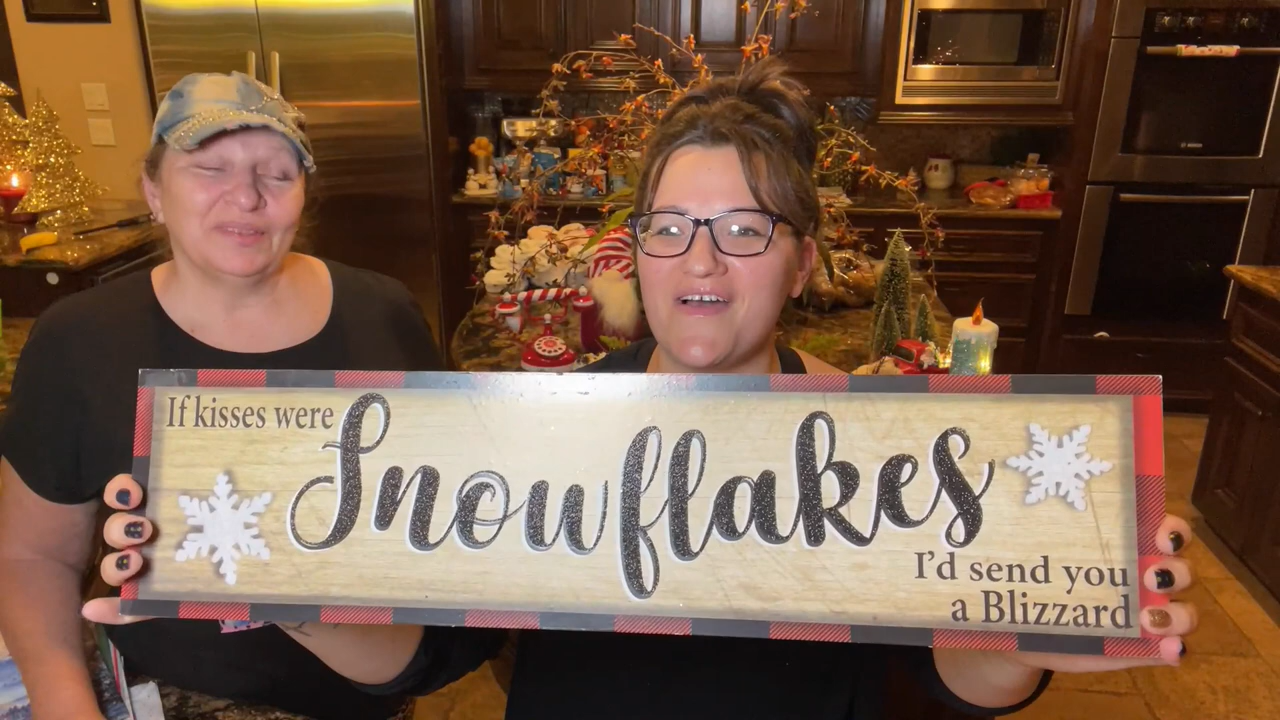 If kisses were
Snowflakes
I'd send you
a Blizzard